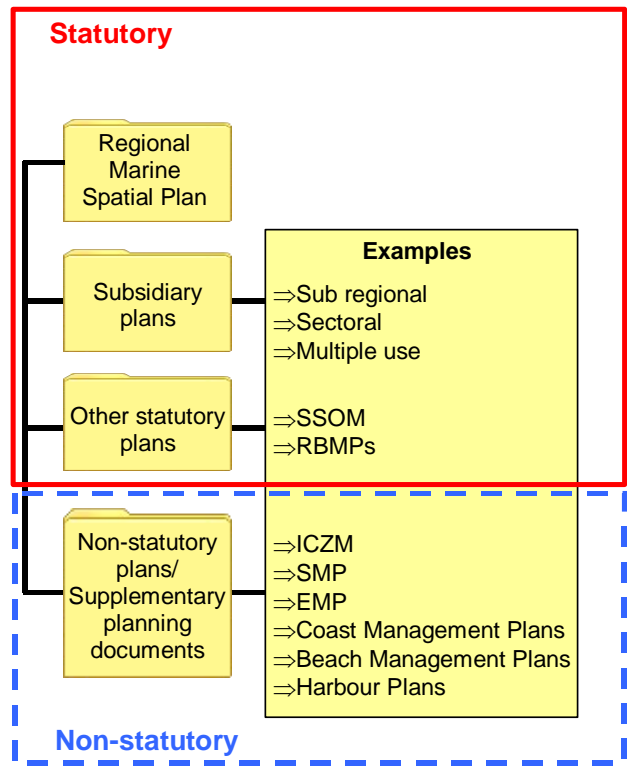 Statutory
Regional
Marine
Spatial Plan
Examples
Subsidiary
plans
⇒Sub regional
⇒Sectoral
⇒Multiple use
Other statutory
plans
⇒SSOM
⇒RBMPs
Non-statutory
plans/
Supplementary
planning
documents
⇒ICZM
⇒SMP
⇒EMP
⇒Coast Management Plans
⇒Beach Management Plans
⇒Harbour Plans
Non-statutory